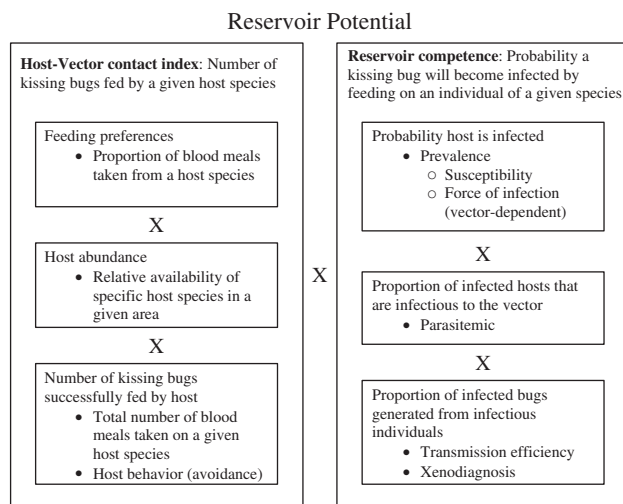 Reservoir Potential
Host-Vector contact index: Number of
kissing bugs fed by a given host species
Feeding preferences
• Proportion of blood meals
taken from a host species
X
Host abundance
• Relative availability of
specific host species in a
given area
X
Number of kissing bugs
successfully fed by host
• Total number of blood
meals taken on a given
host species
• Host behavior (avoidance)
X
Reservoir competence: Probability a
kissing bug will become infected by
feeding on an individual of a given species
Probability host is infected
• Prevalence
○ Susceptibility
○ Force of infection
(vector-dependent)
X
Proportion of infected hosts that
are infectious to the vector
• Parasitemic
X
Proportion of infected bugs
generated from infectious
individuals
• Transmission efficiency
• Xenodiagnosis